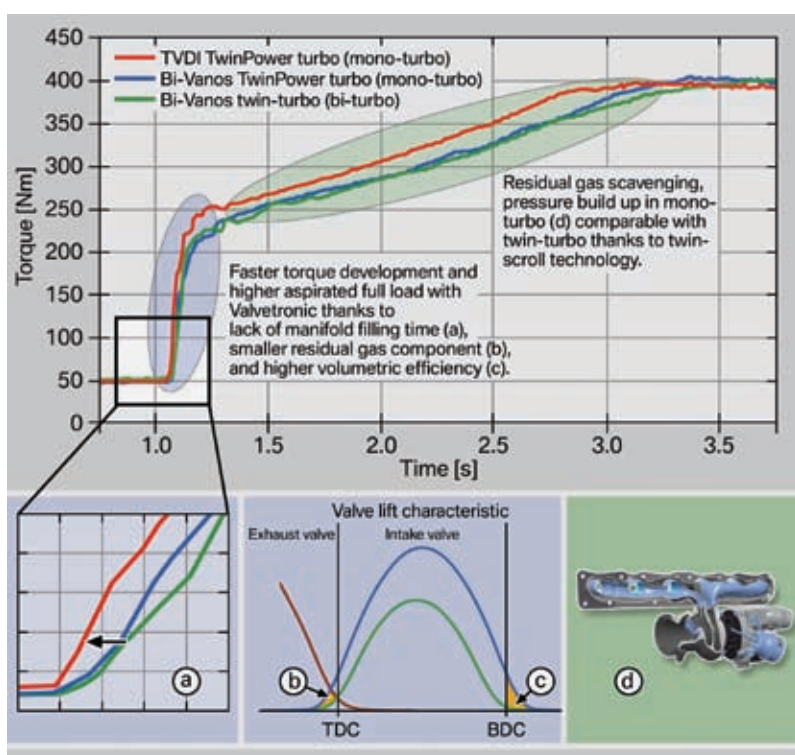 450
400
350
300
250
200
150
100
50
0
Torque [Nm]
TVDI TwinPower turbo (mono-turbo)
Bi-Vanos TwinPower turbo (mono-turbo)
Bi-Vanos twin-turbo (bi-turbo)
Residual gas scavenging,
pressure build up in mono-
turbo (d) comparable with
twin-turbo thanks to twin-
scroll technology.
Faster torque development and
higher aspirated full load with
Valvetronic thanks to
lack of manifold filling time (a),
smaller residual gas component (b),
and higher volumetric efficiency (c).
1.0
1.5
2.0
2.5
3.0
3.5
Time [s]
a
Valve lift characteristic
Exhaust valve
Intake valve
b
c
TDC
BDC
d